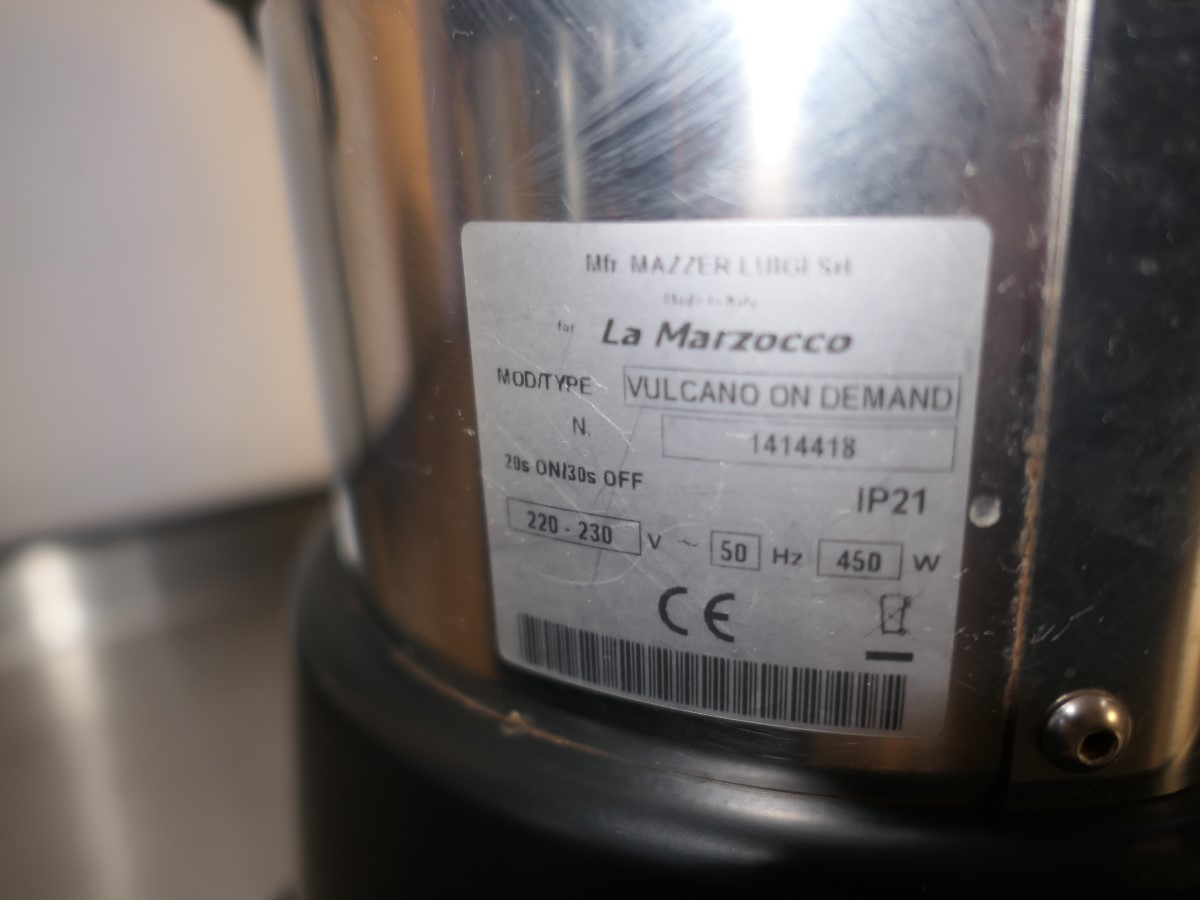 Mfr. MAZZER LUIGI Srl
Made in Italy
for La Marzocco
MOD/TYPE VULCANO ON DEMAND
N. 1414418
20s ON/30s OFF
IP21
220 - 230 V ~ 50 Hz 450 W
CE